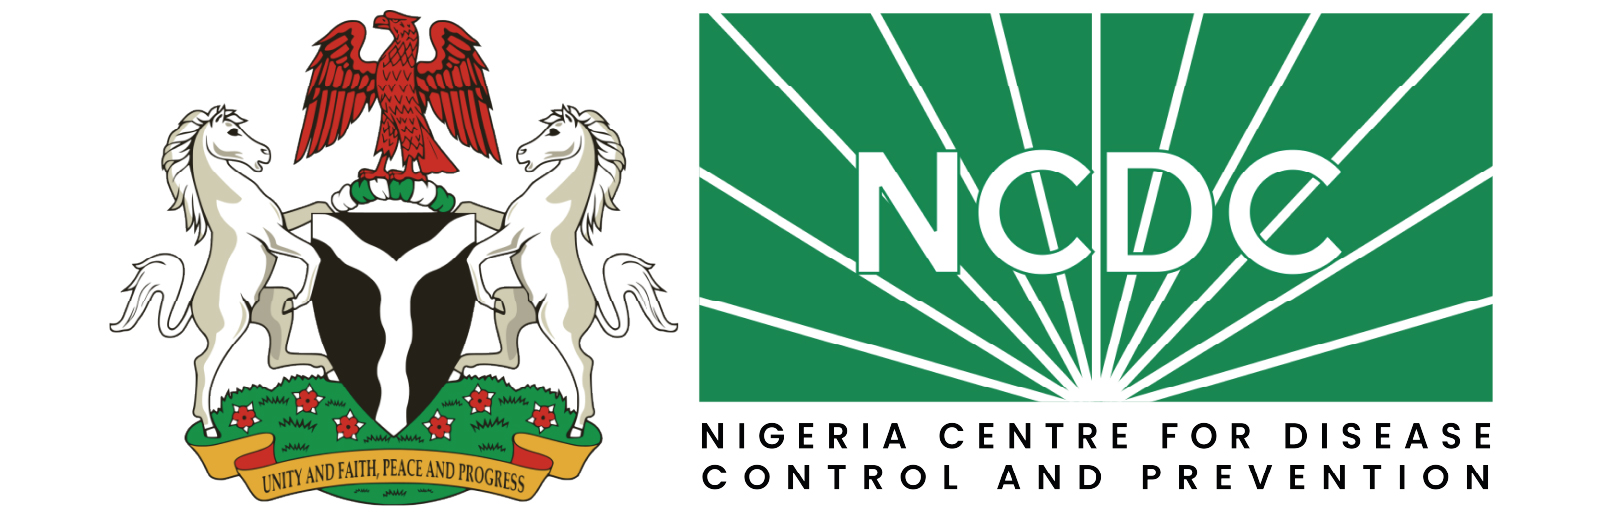 UNITY AND FAITH, PEACE AND PROGRESS
NCDC
NIGERIA CENTRE FOR DISEASE
CONTROL AND PREVENTION